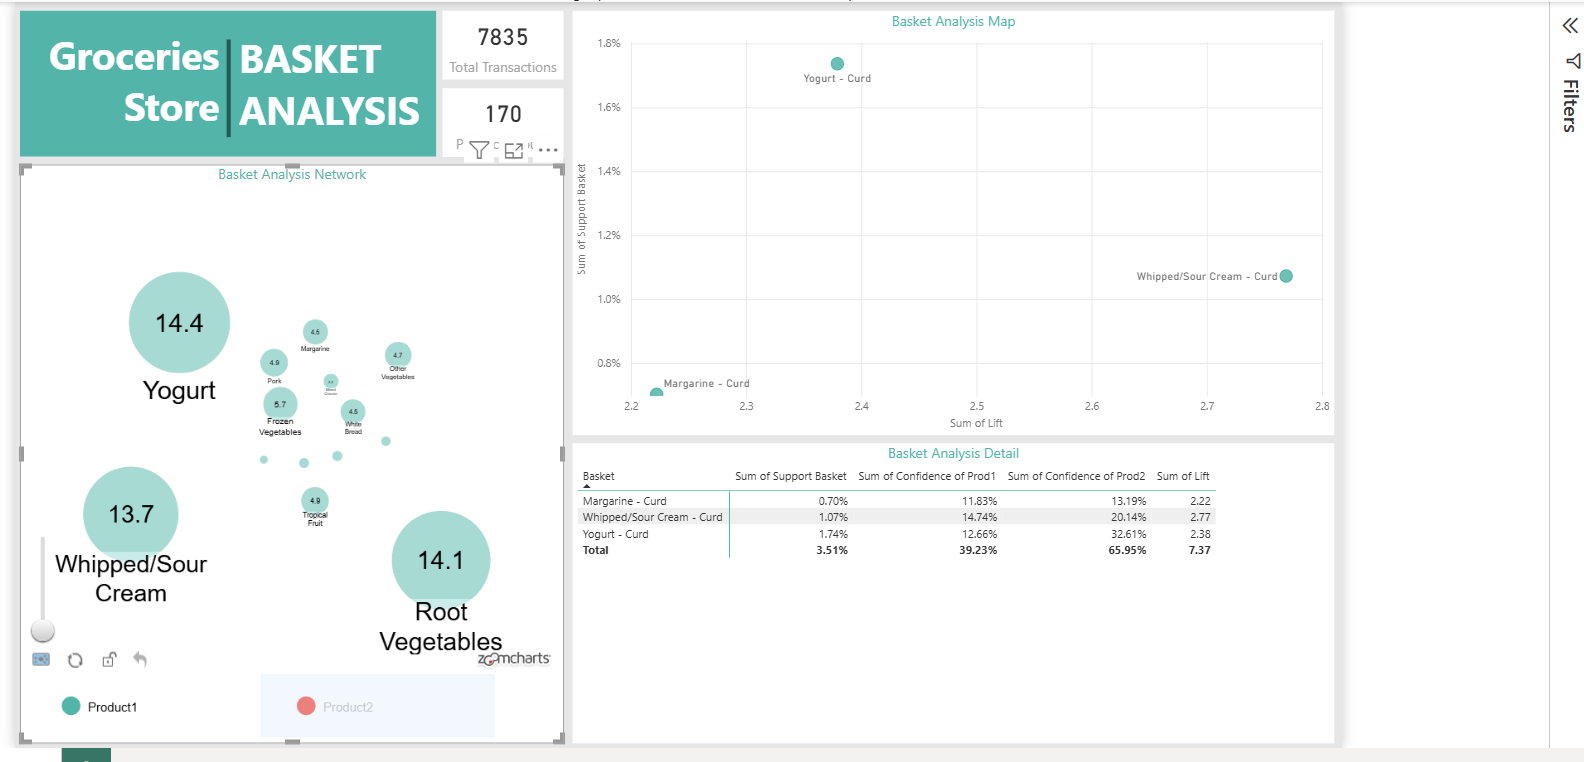 Groceries
Store
BASKET
ANALYSIS
7835
Total Transactions
170
P
Basket Analysis Network
14.4
Yogurt
4.5
Margarine
4.9
Pork
4.7
Other
Vegetables
5.7
Frozen
Vegetables
4.5
White
Bread
4.9
Tropical
Fruit
13.7
Whipped/Sour
Cream
14.1
Root
Vegetables
zoomcharts
Product1
Product2
Basket Analysis Map
Sum of Support Basket
1.8%
1.6%
1.4%
1.2%
1.0%
0.8%
Yogurt - Curd
Whipped/Sour Cream - Curd
Margarine - Curd
2.2 2.3 2.4 2.5 2.6 2.7 2.8
Sum of Lift
Basket Analysis Detail
Basket Sum of Support Basket Sum of Confidence of Prod1 Sum of Confidence of Prod2 Sum of Lift
Margarine - Curd 0.70% 11.83% 13.19% 2.22
Whipped/Sour Cream - Curd 1.07% 14.74% 20.14% 2.77
Yogurt - Curd 1.74% 12.66% 32.61% 2.38
Total 3.51% 39.23% 65.95% 7.37
Filters